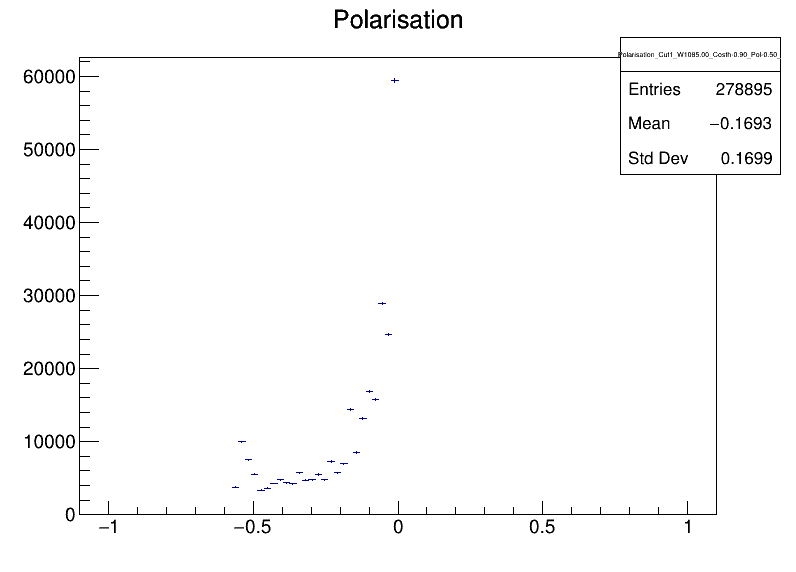 Polarisation
Polarisation_Cut1_W1085.00_Costh-0.90_Pol-0.50_
Entries 278895
Mean −0.1693
Std Dev 0.1699
60000
50000
40000
30000
20000
10000
0
−1 −0.5 0 0.5 1